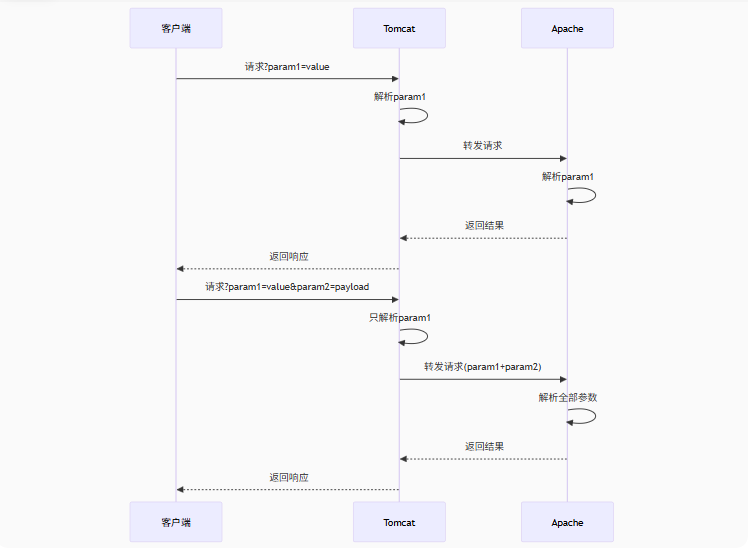 客户端
Tomcat
Apache
请求?param1=value
解析param1
转发请求
解析param1
返回结果
返回响应
请求?param1=value&param2=payload
只解析param1
转发请求(param1+param2)
解析全部参数
返回结果
返回响应
客户端
Tomcat
Apache